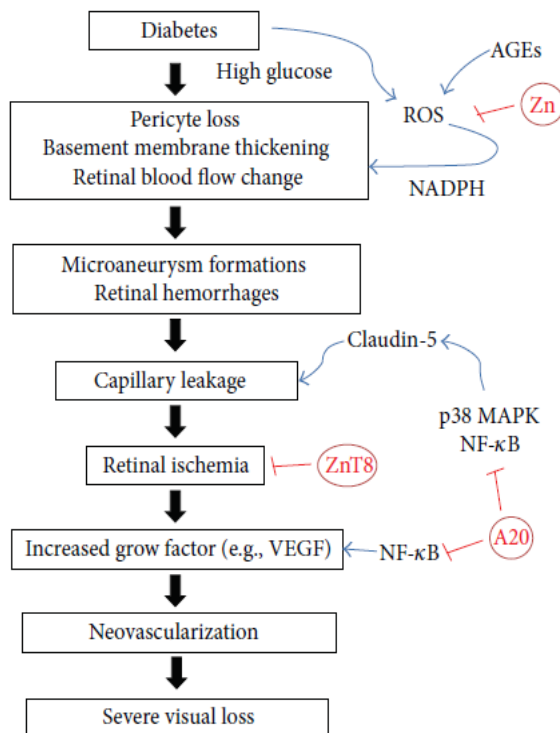 Diabetes
High glucose
AGEs
ROS
Zn
NADPH
Pericyte loss
Basement membrane thickening
Retinal blood flow change
Microaneurysm formations
Retinal hemorrhages
Claudin-5
Capillary leakage
p38 MAPK
NF-κB
Retinal ischemia
ZnT8
A20
Increased grow factor (e.g., VEGF)
NF-κB
Neovascularization
Severe visual loss